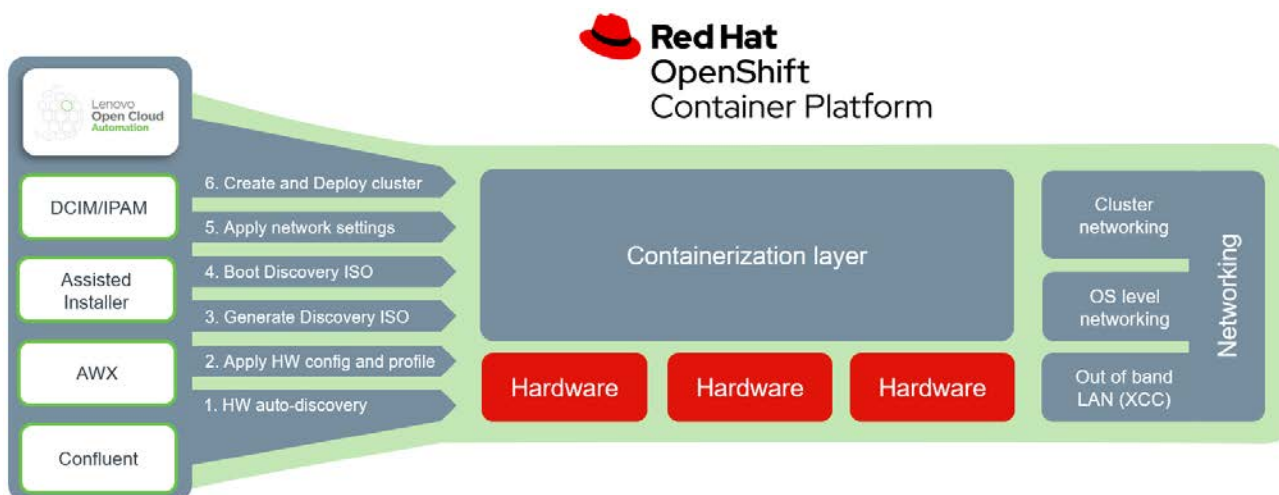 Red Hat
OpenShift
Container Platform
Lenovo
Open Cloud
Automation
DCIM/IPAM
Assisted
Installer
AWX
Confluent
6. Create and Deploy cluster
5. Apply network settings
4. Boot Discovery ISO
3. Generate Discovery ISO
2. Apply HW config and profile
1. HW auto-discovery
Containerization layer
Hardware
Hardware
Hardware
Cluster
networking
OS level
networking
Out of band
LAN (XCC)
Networking